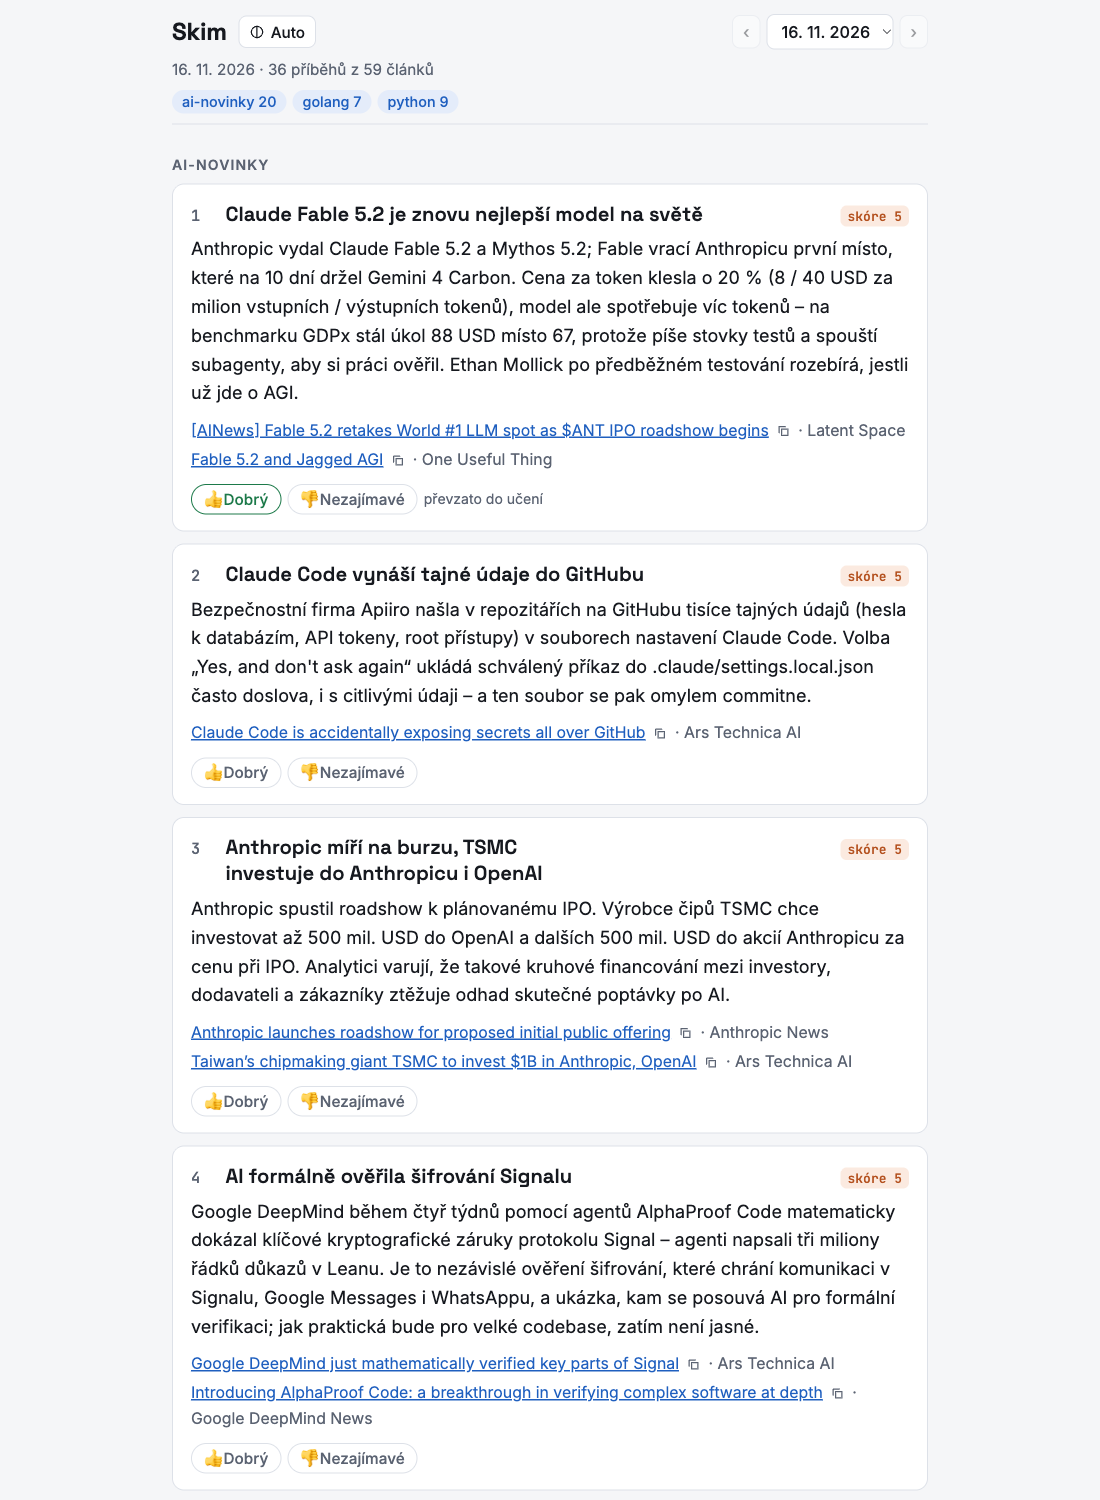 Skim
Auto
‹
16. 11. 2026
›
16. 11. 2026 · 36 příběhů z 59 článků
ai-novinky 20
golang 7
python 9
AI-NOVINKY
1 Claude Fable 5.2 je znovu nejlepší model na světě
skóre 5
Anthropic vydal Claude Fable 5.2 a Mythos 5.2; Fable vrací Anthropicu první místo,
které na 10 dní držel Gemini 4 Carbon. Cena za token klesla o 20 % (8 / 40 USD za
milion vstupních / výstupních tokenů), model ale spotřebuje víc tokenů – na
benchmarku GDPx stál úkol 88 USD místo 67, protože píše stovky testů a spouští
subagenty, aby si práci ověřil. Ethan Mollick po předběžném testování rozebírá, jestli
už jde o AGI.
[AINews] Fable 5.2 retakes World #1 LLM spot as $ANT IPO roadshow begins · Latent Space
Fable 5.2 and Jagged AGI · One Useful Thing
👍Dobrý
👎Nezajímavé
převzato do učení
2 Claude Code vynáší tajné údaje do GitHubu
skóre 5
Bezpečnostní firma Apiiro našla v repozitářích na GitHubu tisíce tajných údajů (hesla
k databázím, API tokeny, root přístupy) v souborech nastavení Claude Code. Volba
„Yes, and don't ask again“ ukládá schválený příkaz do .claude/settings.local.json
často doslova, i s citlivými údaji – a ten soubor se pak omylem commitne.
Claude Code is accidentally exposing secrets all over GitHub · Ars Technica AI
👍Dobrý
👎Nezajímavé
3 Anthropic míří na burzu, TSMC
investuje do Anthropicu i OpenAI
skóre 5
Anthropic spustil roadshow k plánovanému IPO. Výrobce čipů TSMC chce
investovat až 500 mil. USD do OpenAI a dalších 500 mil. USD do akcií Anthropicu za
cenu při IPO. Analytici varují, že takové kruhové financování mezi investory,
dodavateli a zákazníky ztěžuje odhad skutečné poptávky po AI.
Anthropic launches roadshow for proposed initial public offering · Anthropic News
Taiwan’s chipmaking giant TSMC to invest $1B in Anthropic, OpenAI · Ars Technica AI
👍Dobrý
👎Nezajímavé
4 AI formálně ověřila šifrování Signalu
skóre 5
Google DeepMind během čtyř týdnů pomocí agentů AlphaProof Code matematicky
dokázal klíčové kryptografické záruky protokolu Signal – agenti napsali tři miliony
řádků důkazů v Leanu. Je to nezávislé ověření šifrování, které chrání komunikaci v
Signalu, Google Messages i WhatsAppu, a ukázka, kam se posouvá AI pro formální
verifikaci; jak praktická bude pro velké codebase, zatím není jasné.
Google DeepMind just mathematically verified key parts of Signal · Ars Technica AI
Introducing AlphaProof Code: a breakthrough in verifying complex software at depth ·
Google DeepMind News
👍Dobrý
👎Nezajímavé